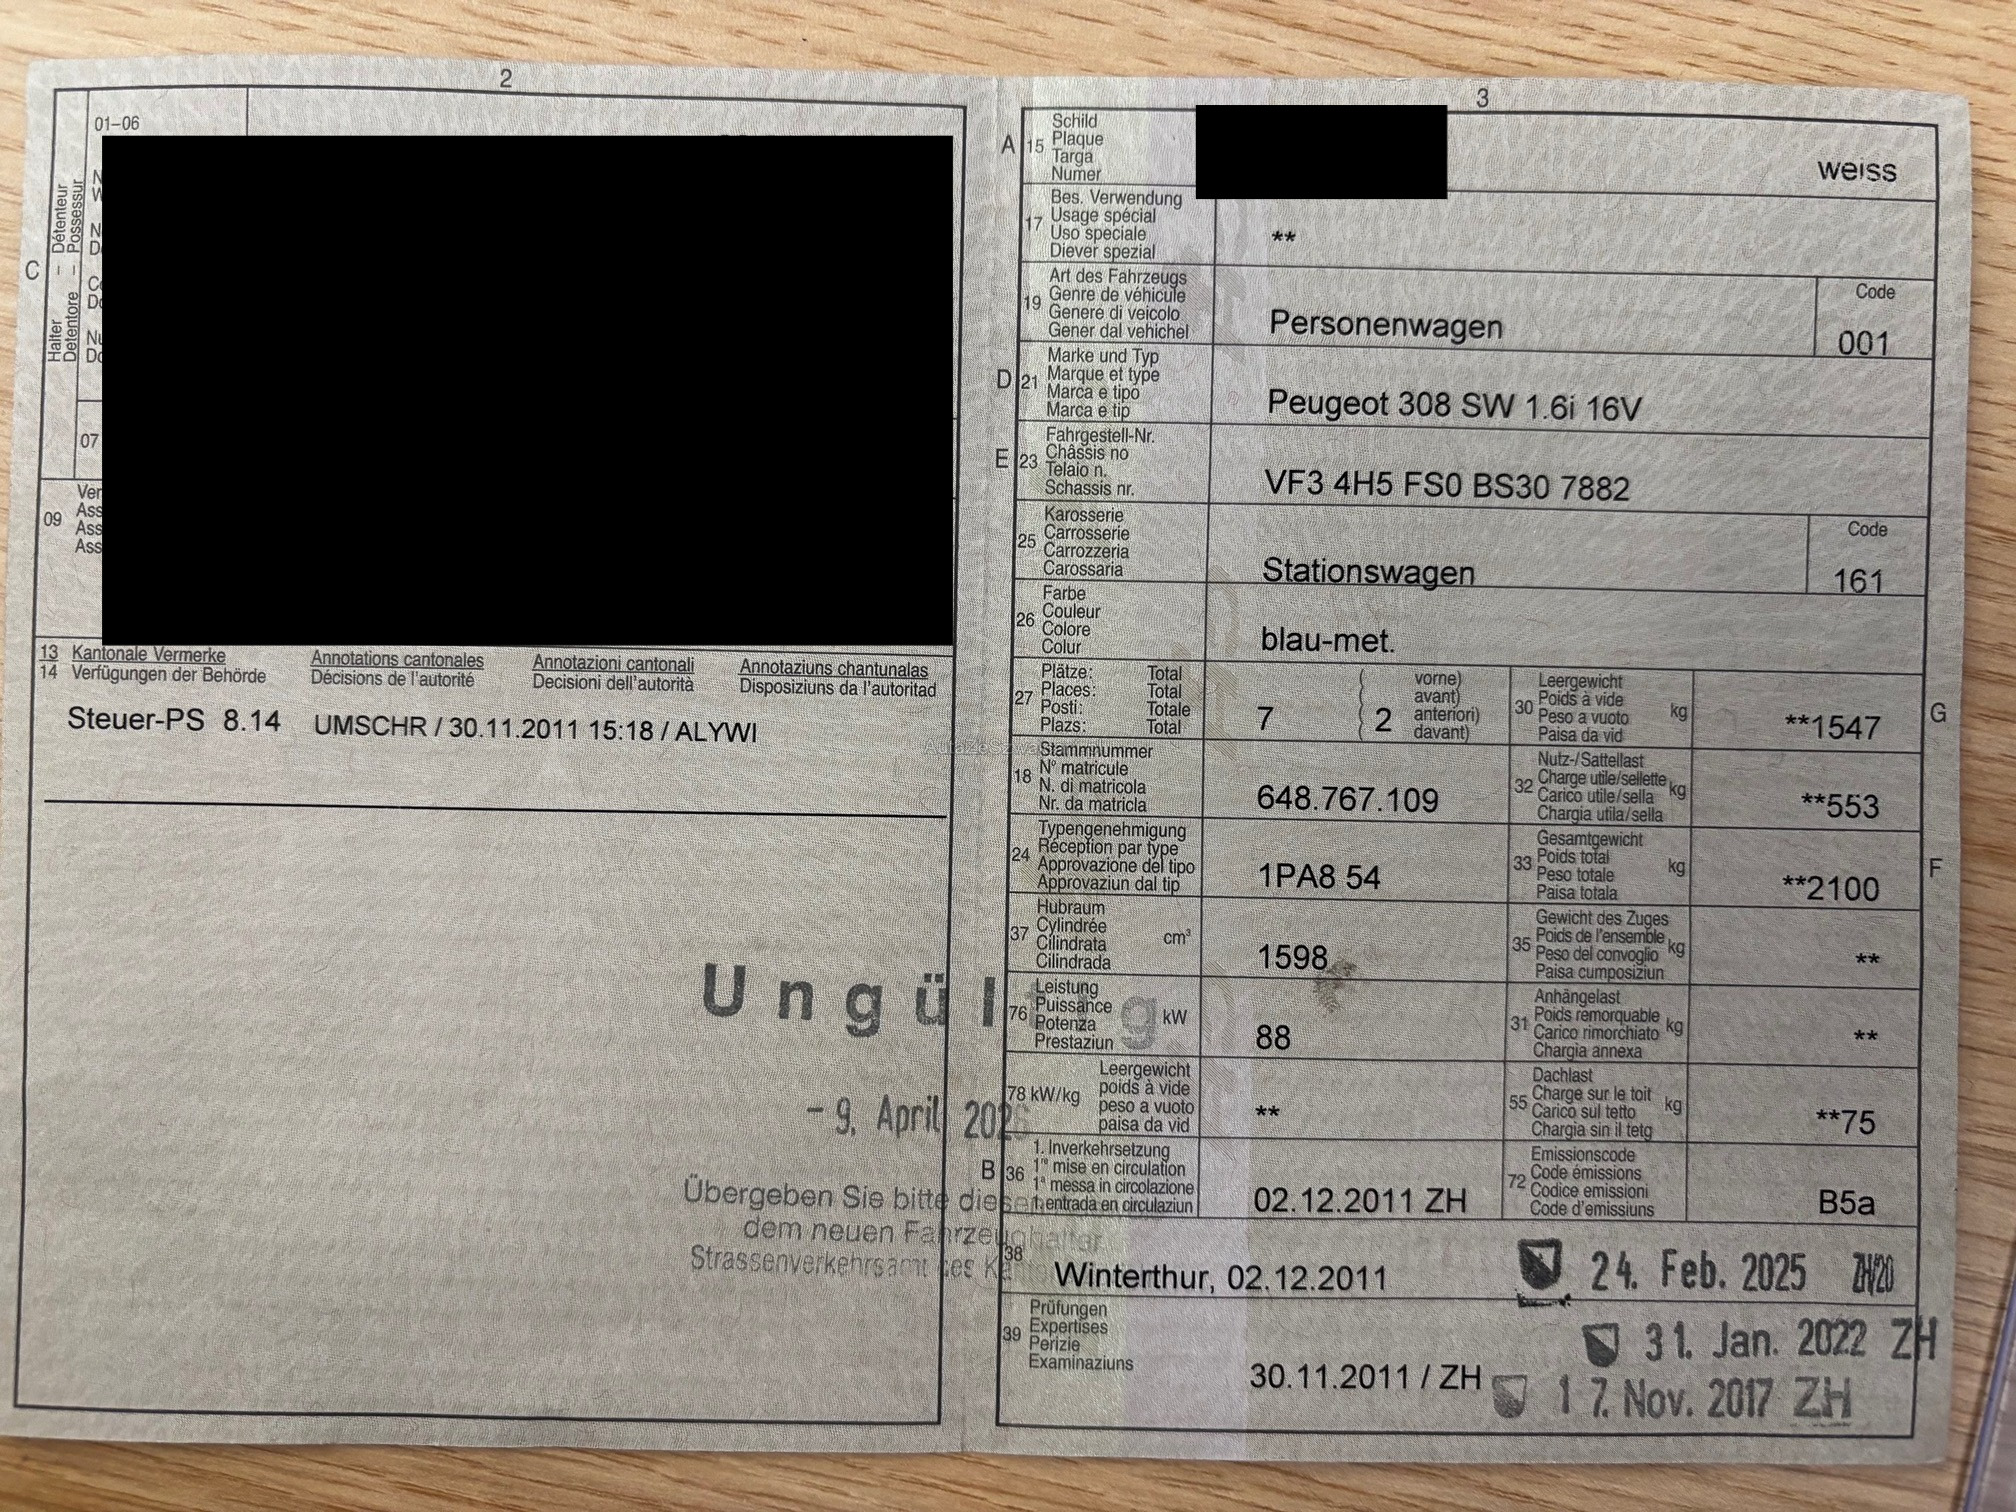 2
01–06
Halter – Détenteur
Detentore – Possessur
C
07
09
13 Kantonale Vermerke Annotations cantonales Annotazioni cantonali Annotaziuns chantunalas
14 Verfügungen der Behörde Décisions de l'autorité Decisioni dell'autorità Disposiziuns da l'autoritad
Steuer-PS 8.14 UMSCHR / 30.11.2011 15:18 / ALYWI
Ungültig
- 9. April
Übergeben Sie bitte diesen
dem neuen Fahrzeughalter
Strassenverkehrsamt des
3
A 15 Schild
Plaque
Targa
Numer
weiss
17 Bes. Verwendung
Usage spécial
Uso speciale
Diever spezial
**
19 Art des Fahrzeugs
Genre de véhicule
Genere di veicolo
Gener dal vehichel
Personenwagen
Code
001
D 21 Marke und Typ
Marque et type
Marca e tipo
Marca e tip
Peugeot 308 SW 1.6i 16V
E 23 Fahrgestell-Nr.
Châssis no
Telaio n.
Schassis nr.
VF3 4H5 FS0 BS30 7882
25 Karosserie
Carrosserie
Carrozzeria
Carossaria
Stationswagen
Code
161
26 Farbe
Couleur
Colore
Colur
blau-met.
27 Plätze: Total
Places: Total
Posti: Totale
Plazs: Total
7
( vorne)
( avant)
( 2 anteriori)
( davant)
30 Leergewicht
Poids à vide kg
Peso a vuoto
Paisa da vid
**1547
G
18 Stammnummer
N° matricule
N. di matricola
Nr. da matricla
648.767.109
32 Nutz-/Sattellast
Charge utile/sellette kg
Carico utile/sella
Chargia utila/sella
**553
24 Typengenehmigung
Réception par type
Approvazione del tipo
Approvaziun dal tip
1PA8 54
33 Gesamtgewicht
Poids total kg
Peso totale
Paisa totala
**2100
F
37 Hubraum
Cylindrée cm³
Cilindrata
Cilindrada
1598
35 Gewicht des Zuges
Poids de l'ensemble kg
Peso del convoglio
Paisa cumposiziun
**
76 Leistung
Puissance kW
Potenza
Prestaziun
88
31 Anhängelast
Poids remorquable kg
Carico rimorchiato
Chargia annexa
**
78 kW/kg Leergewicht
poids à vide
peso a vuoto
paisa da vid
**
55 Dachlast
Charge sur le toit kg
Carico sul tetto
Chargia sin il tetg
**75
B 36 1. Inverkehrsetzung
1re mise en circulation
1a messa in circolazione
1. entrada en circulaziun
02.12.2011 ZH
72 Emissionscode
Code émissions
Codice emissioni
Code d'emissiuns
B5a
38 Winterthur, 02.12.2011
24. Feb. 2025 ZH20
39 Prüfungen
Expertises
Perizie
Examinaziuns
31. Jan. 2022 ZH
30.11.2011 / ZH
17. Nov. 2017 ZH